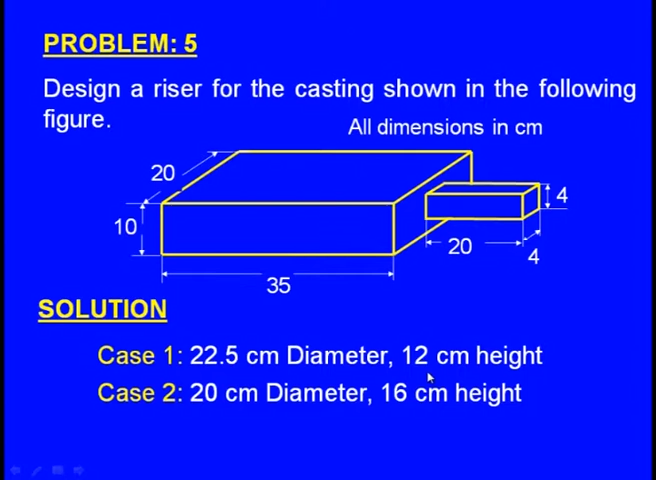 PROBLEM: 5
Design a riser for the casting shown in the following
figure.
All dimensions in cm
20
10
4
20
4
35
SOLUTION
Case 1: 22.5 cm Diameter, 12 cm height
Case 2: 20 cm Diameter, 16 cm height